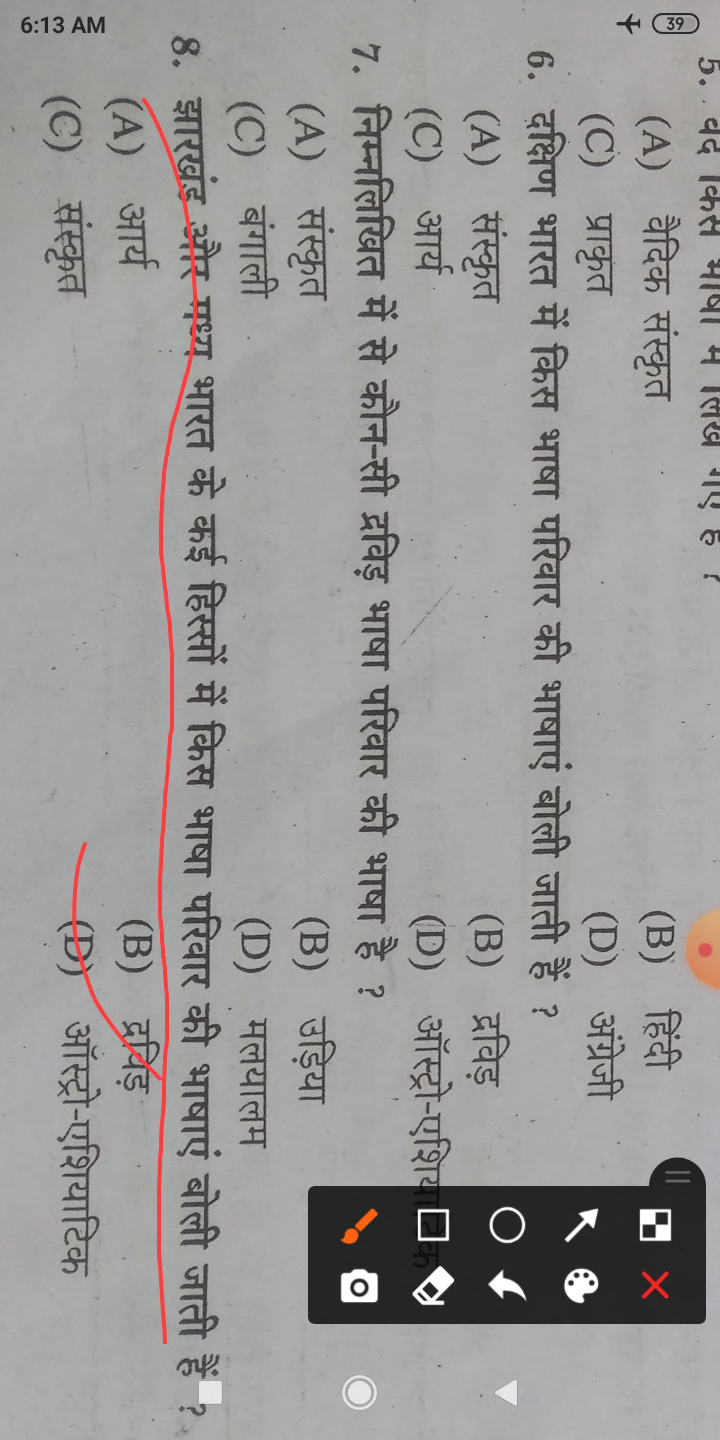 6:13 AM
39
5. वेद किस भाषा में लिखे गए हैं ?
(A) वैदिक संस्कृत (B) हिंदी
(C) प्राकृत (D) अंग्रेजी
6. दक्षिण भारत में किस भाषा परिवार की भाषाएं बोली जाती हैं ?
(A) संस्कृत (B) द्रविड़
(C) आर्य (D) ऑस्ट्रो-एशियाटिक
7. निम्नलिखित में से कौन-सी द्रविड़ भाषा परिवार की भाषा है ?
(A) संस्कृत (B) उड़िया
(C) बंगाली (D) मलयालम
8. झारखंड और मध्य भारत के कई हिस्सों में किस भाषा परिवार की भाषाएं बोली जाती हैं ?
(A) आर्य (B) द्रविड़
(C) संस्कृत (D) ऑस्ट्रो-एशियाटिक